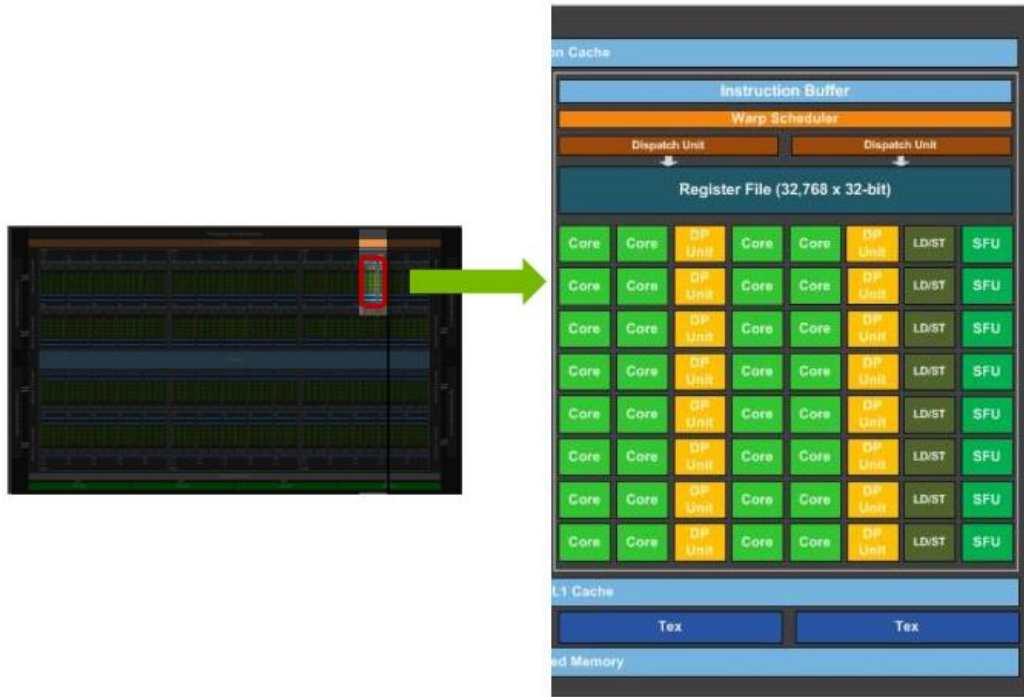 on Cache
Instruction Buffer
Warp Scheduler
Dispatch Unit Dispatch Unit
Register File (32,768 x 32-bit)
Core Core DP Unit Core Core DP Unit LD/ST SFU
Core Core DP Unit Core Core DP Unit LD/ST SFU
Core Core DP Unit Core Core DP Unit LD/ST SFU
Core Core DP Unit Core Core DP Unit LD/ST SFU
Core Core DP Unit Core Core DP Unit LD/ST SFU
Core Core DP Unit Core Core DP Unit LD/ST SFU
Core Core DP Unit Core Core DP Unit LD/ST SFU
Core Core DP Unit Core Core DP Unit LD/ST SFU
L1 Cache
Tex Tex
ed Memory